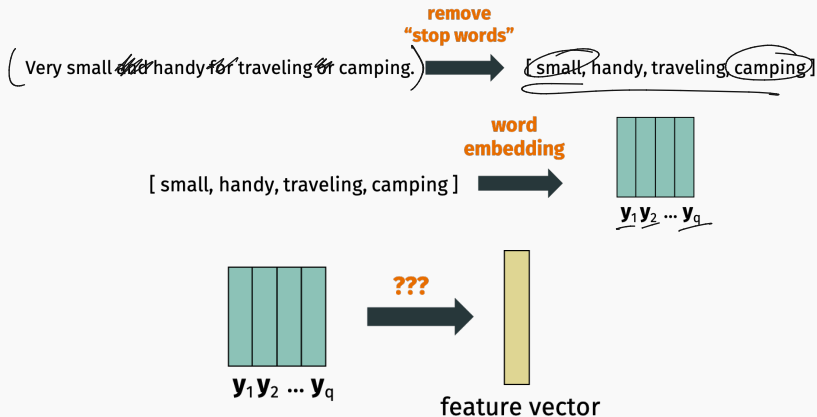 remove
"stop words"
Very small and handy for traveling or camping.
[ small, handy, traveling, camping ]
word
embedding
[ small, handy, traveling, camping ]
y1 y2 ... yq
???
y1 y2 ... yq
feature vector